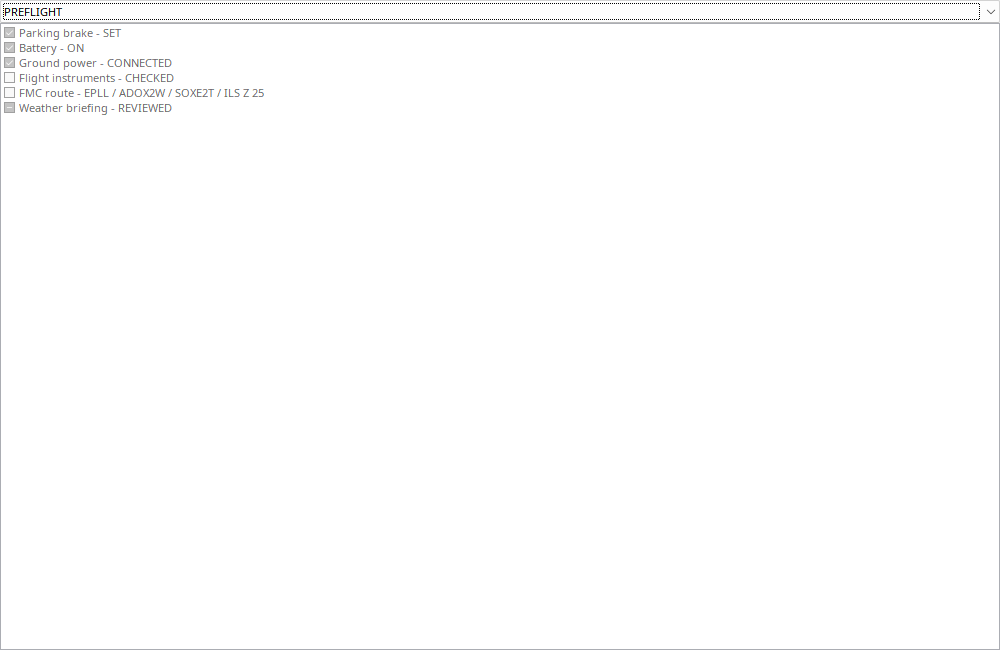 PREFLIGHT
Parking brake - SET
Battery - ON
Ground power - CONNECTED
Flight instruments - CHECKED
FMC route - EPLL / ADOX2W / SOXE2T / ILS Z 25
Weather briefing - REVIEWED